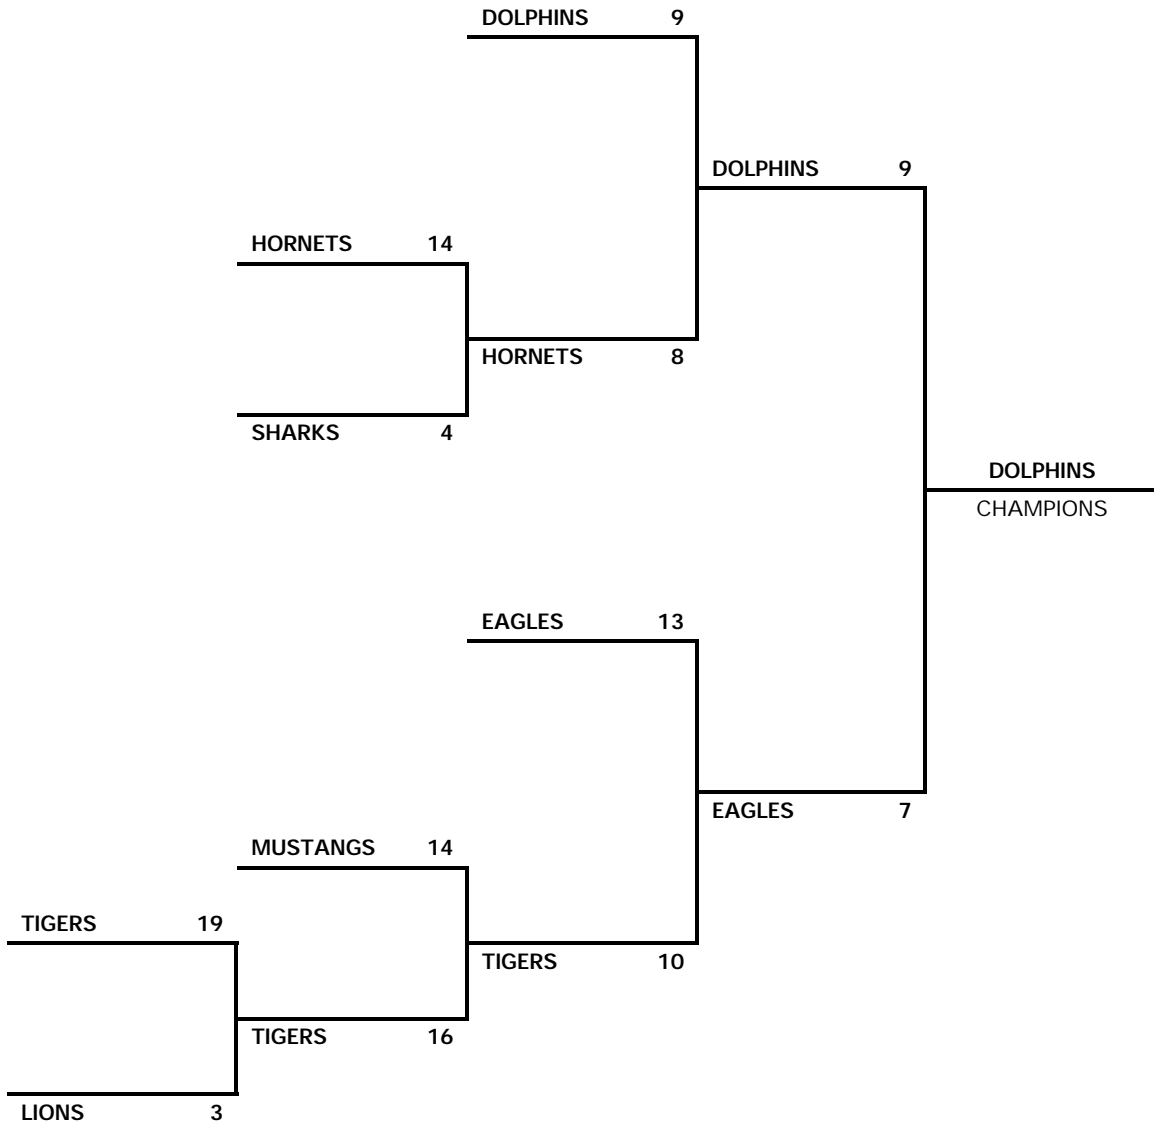 DOLPHINS 9
DOLPHINS 9
HORNETS 14
HORNETS 8
SHARKS 4
DOLPHINS
CHAMPIONS
EAGLES 13
EAGLES 7
MUSTANGS 14
TIGERS 19
TIGERS 10
TIGERS 16
LIONS 3